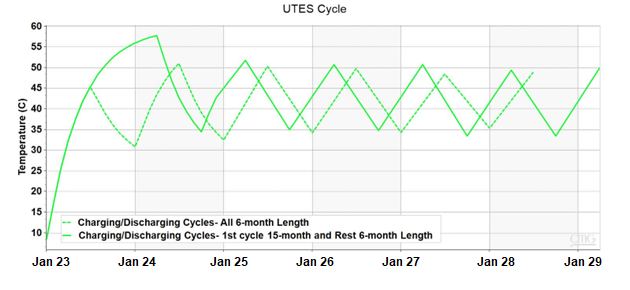 UTES Cycle
Temperature (C)
60
55
50
45
40
35
30
25
20
15
10
Charging/Discharging Cycles- All 6-month Length
Charging/Discharging Cycles- 1st cycle 15-month and Rest 6-month Length
Jan 23 Jan 24 Jan 25 Jan 26 Jan 27 Jan 28 Jan 29